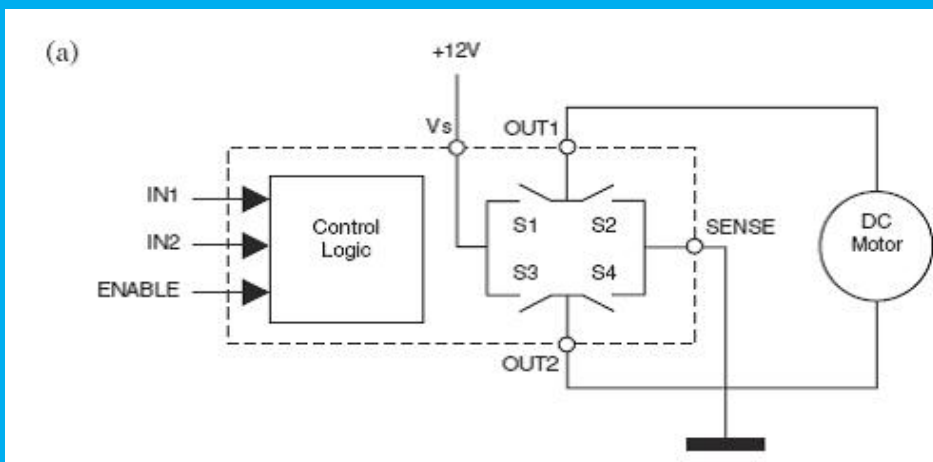 (a)
+12V
Vs
OUT1
IN1
IN2
ENABLE
Control
Logic
S1
S2
S3
S4
SENSE
DC
Motor
OUT2